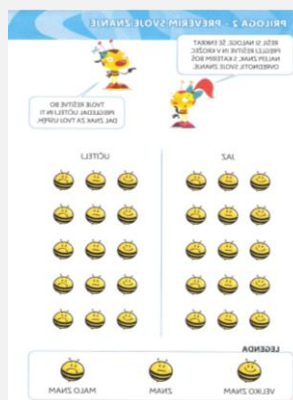 PRILOGA 2 - PREVERIM SVOJE ZNANJE
REŠIL SI NALOGE. ŠE ENKRAT
PREGLEJ REŠITVE IN V KROŽEC
NALEPI ZNAK, S KATERIM BOŠ
OVREDNOTIL SVOJE ZNANJE.
TVOJE REŠITVE BO
PREGLEDAL UČITELJ IN TI
DAL ZNAK ZA TVOJ USPEH.
JAZ
UČITELJ
LEGENDA
VELIKO ZNAM
ZNAM
MALO ZNAM